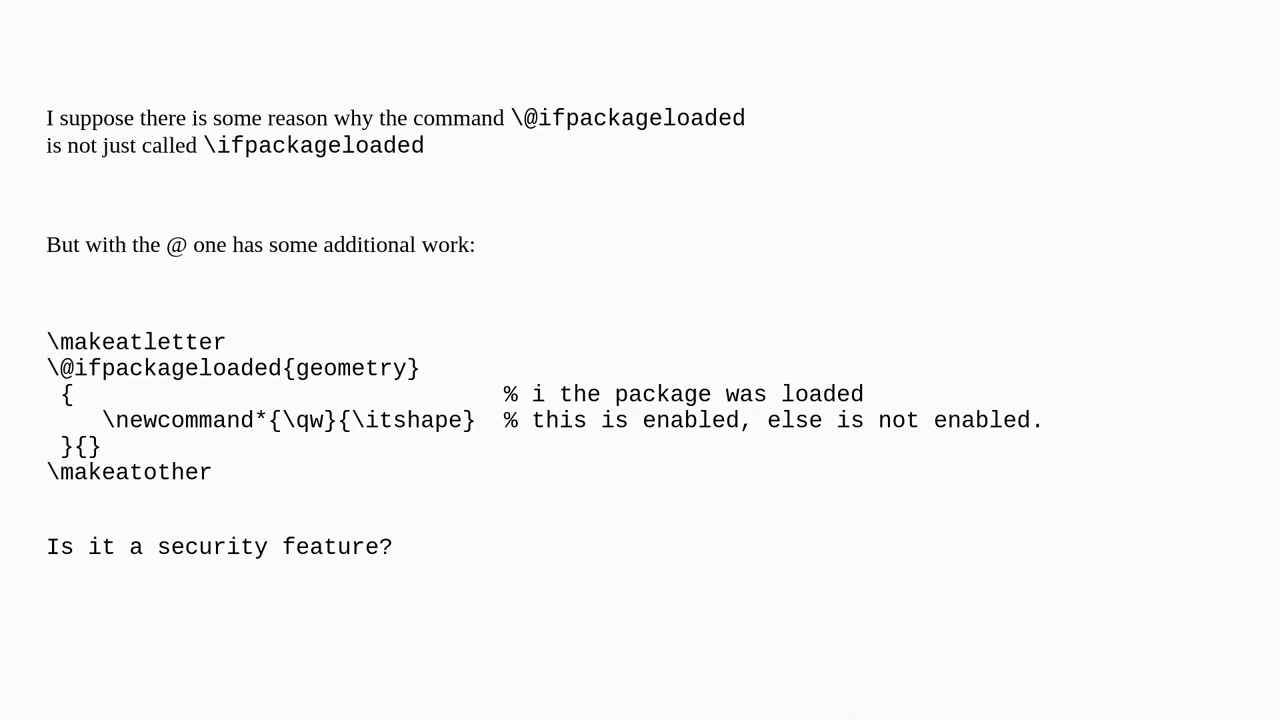 I suppose there is some reason why the command \@ifpackageloaded
is not just called \ifpackageloaded
But with the @ one has some additional work:
\makeatletter
\@ifpackageloaded{geometry}
 {                               % i the package was loaded
    \newcommand*{\qw}{\itshape}  % this is enabled, else is not enabled.
 }{}
\makeatother
Is it a security feature?